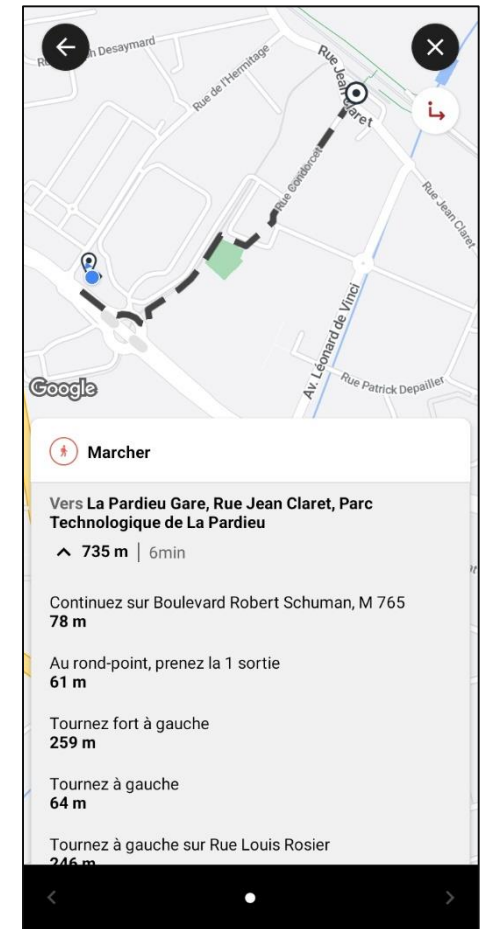 Desaymard
Rue de l'Hermitage
Rue Jean Claret
Rue Condorcet
Rue Jean Claret
Av. Léonard de Vinci
Rue Patrick Depailler
Google
Marcher
Vers La Pardieu Gare, Rue Jean Claret, Parc
Technologique de La Pardieu
735 m | 6min
Continuez sur Boulevard Robert Schuman, M 765
78 m
Au rond-point, prenez la 1 sortie
61 m
Tournez fort à gauche
259 m
Tournez à gauche
64 m
Tournez à gauche sur Rue Louis Rosier
246 m